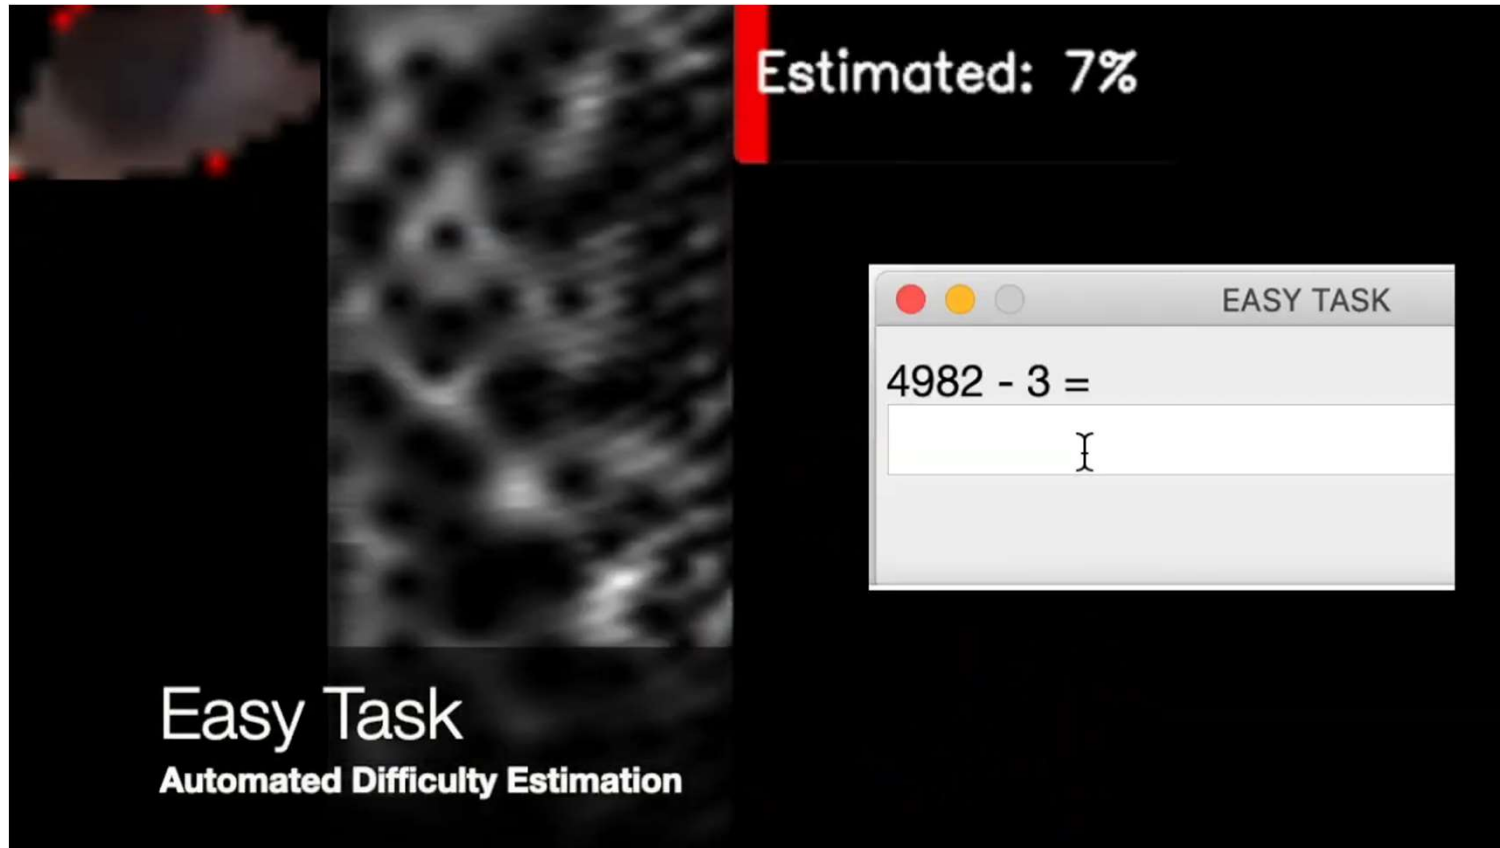 Estimated: 7%
EASY TASK
4982 - 3 =
Easy Task
Automated Difficulty Estimation